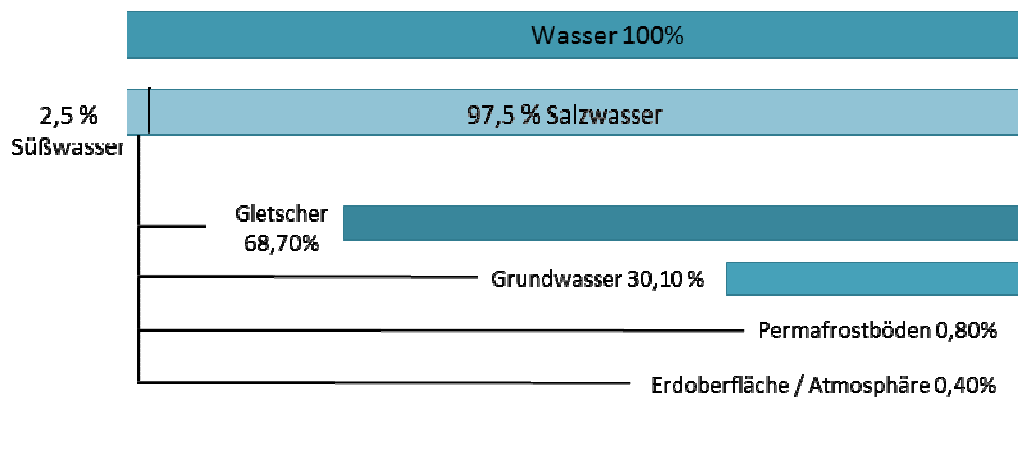 Wasser 100%
2,5 %
Süßwasser
97,5 % Salzwasser
Gletscher
68,70%
Grundwasser 30,10 %
Permafrostböden 0,80%
Erdoberfläche / Atmosphäre 0,40%